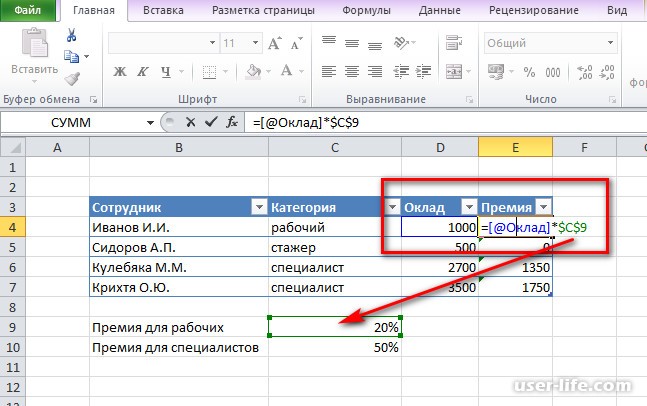 Файл Главная Вставка Разметка страницы Формулы Данные Рецензирование Вид
Вставить
11
Ж К Ч
Общий
% 000
Буфер обмена Шрифт Выравнивание Число
СУММ fx =[@Оклад]*$C$9
A B C D E F
1
2
3 Сотрудник Категория Оклад Премия
4 Иванов И.И. рабочий 1000 =[@Оклад]*$C$9
5 Сидоров А.П. стажер 500 0
6 Кулебяка М.М. специалист 2700 1350
7 Крихтя О.Ю. специалист 3500 1750
8
9 Премия для рабочих 20%
10 Премия для специалистов 50%
11
12
user-life.com